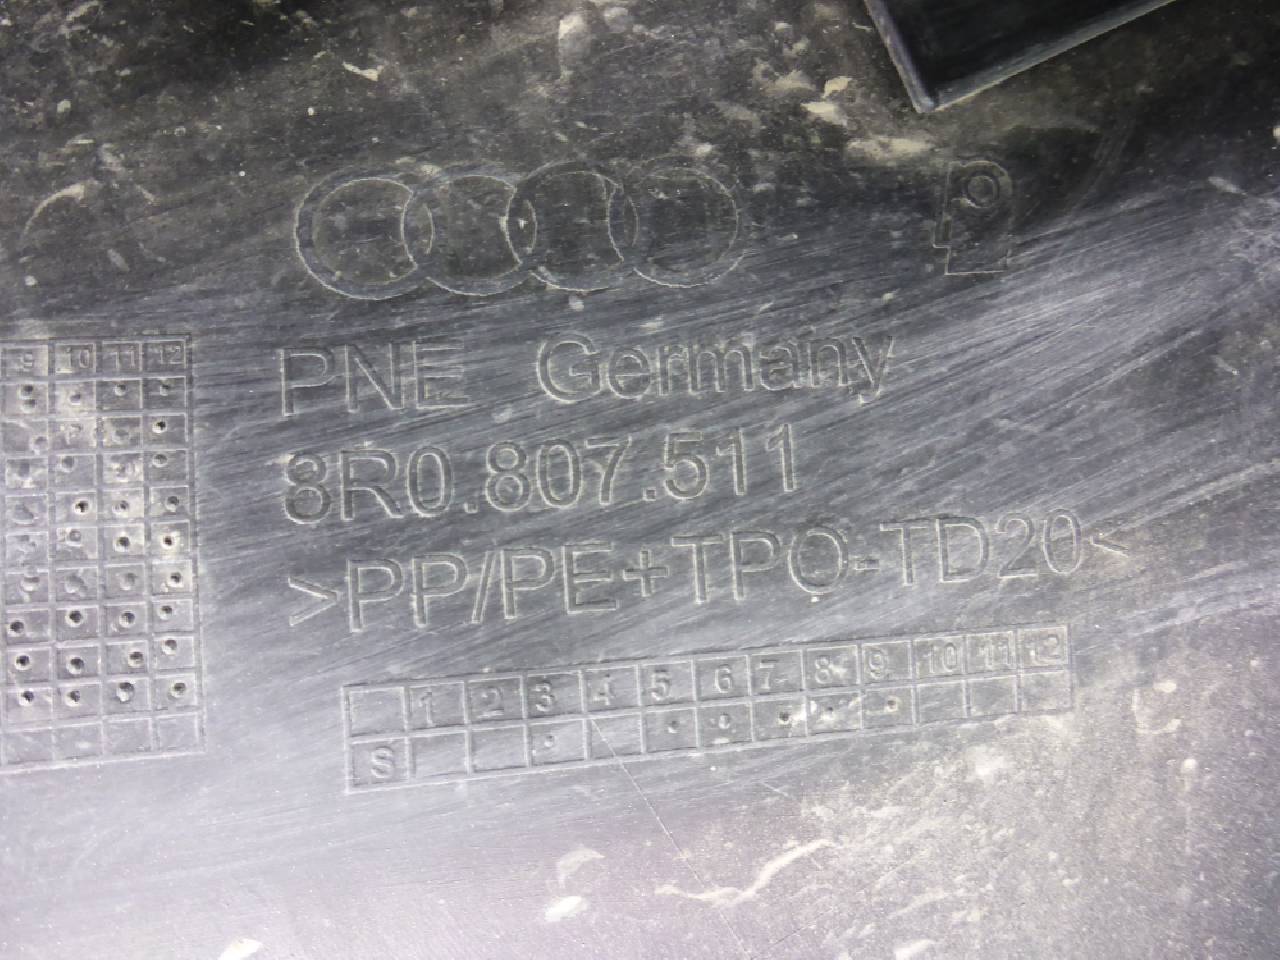 9 10 11 12
PNE Germany
8R0.807.511
>PP/PE+TPO-TD20<
1 2 3 4 5 6 7 8 9 10 11 12
S